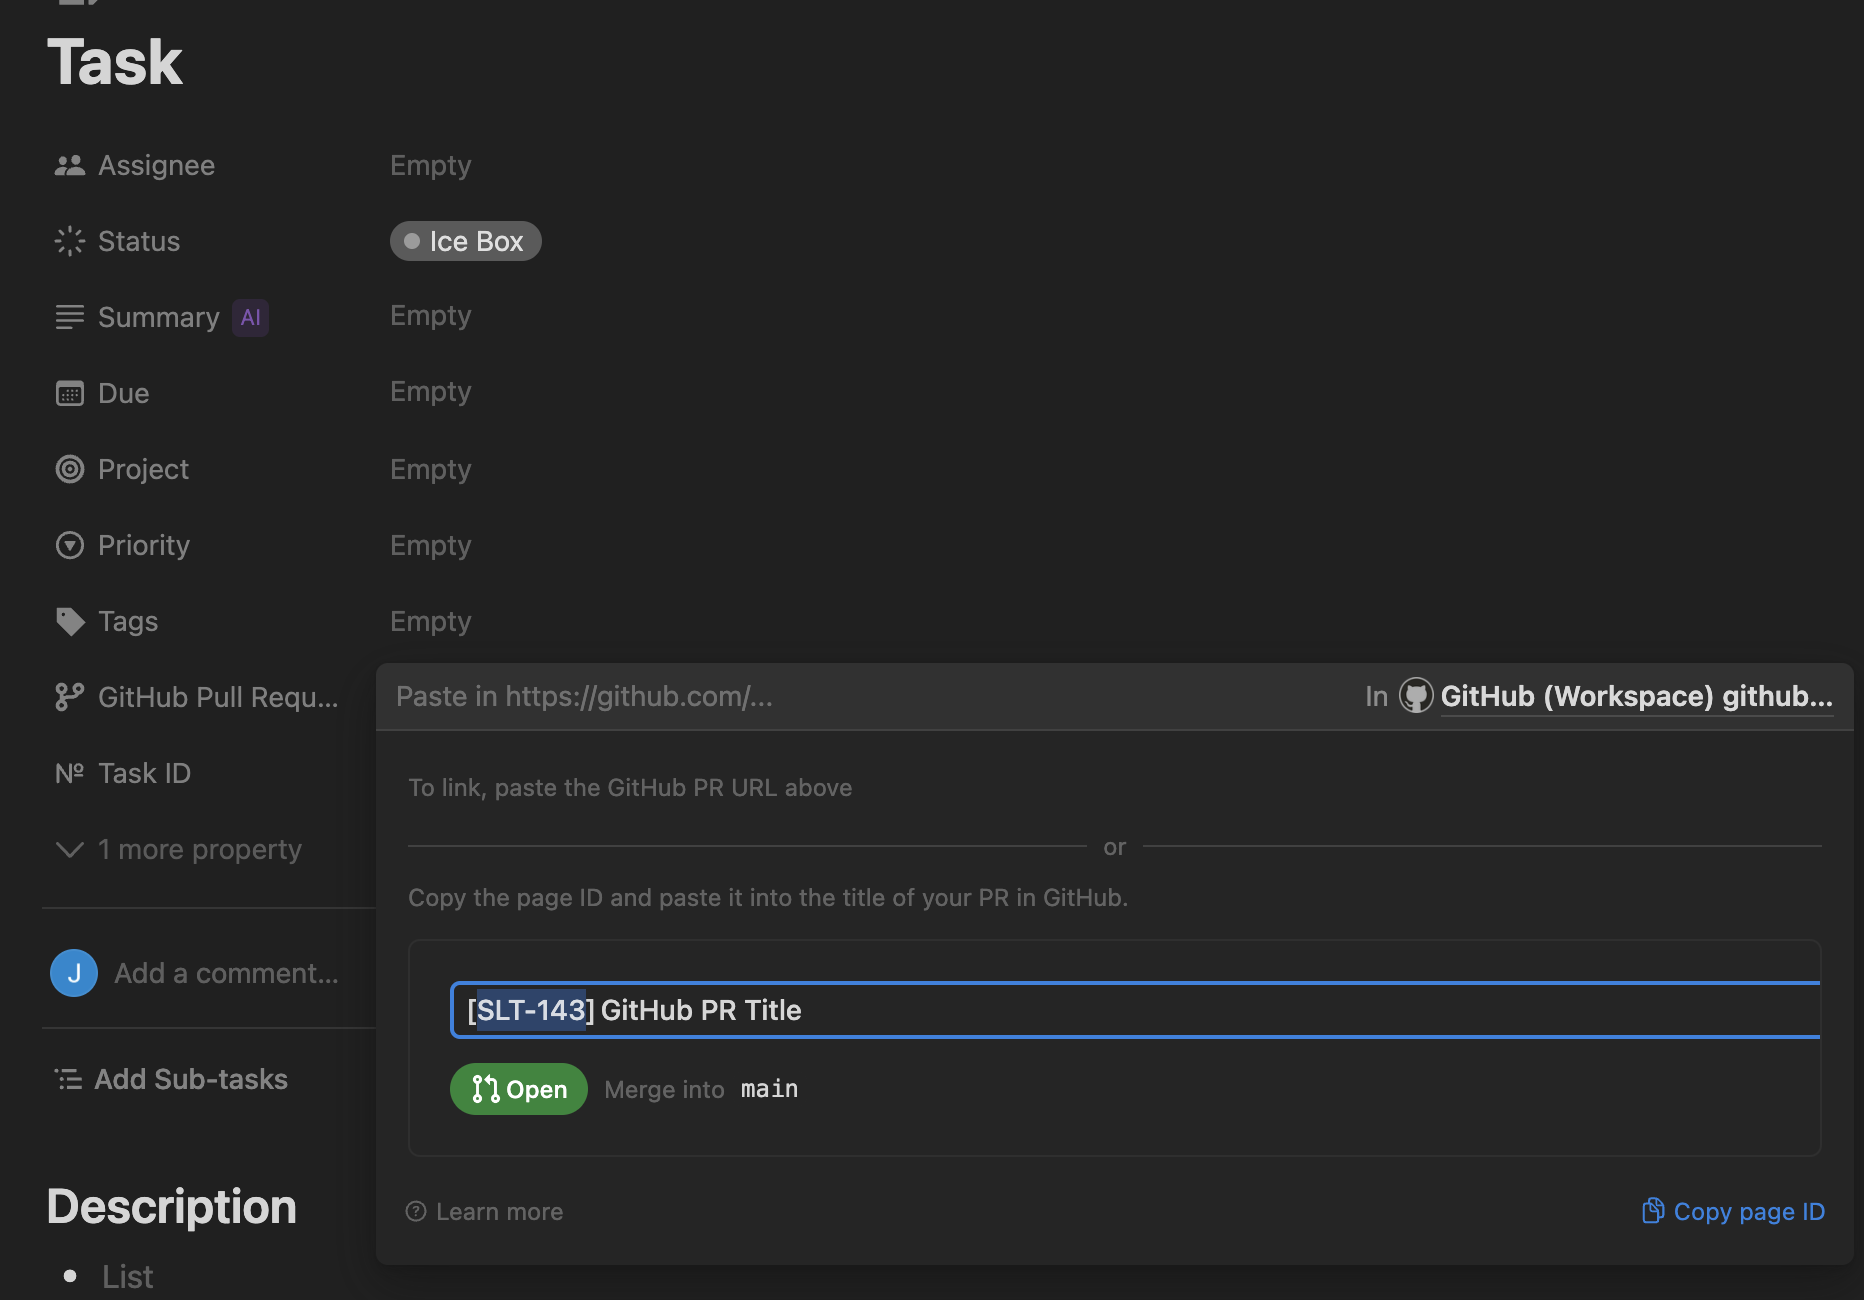 Task
Assignee Empty
Status Ice Box
Summary AI Empty
Due Empty
Project Empty
Priority Empty
Tags Empty
GitHub Pull Requ...
Paste in https://github.com/... In GitHub (Workspace) github...
To link, paste the GitHub PR URL above
or
Copy the page ID and paste it into the title of your PR in GitHub.
[SLT-143] GitHub PR Title
Open Merge into main
Learn more Copy page ID
Nº Task ID
1 more property
J Add a comment...
Add Sub-tasks
Description
• List